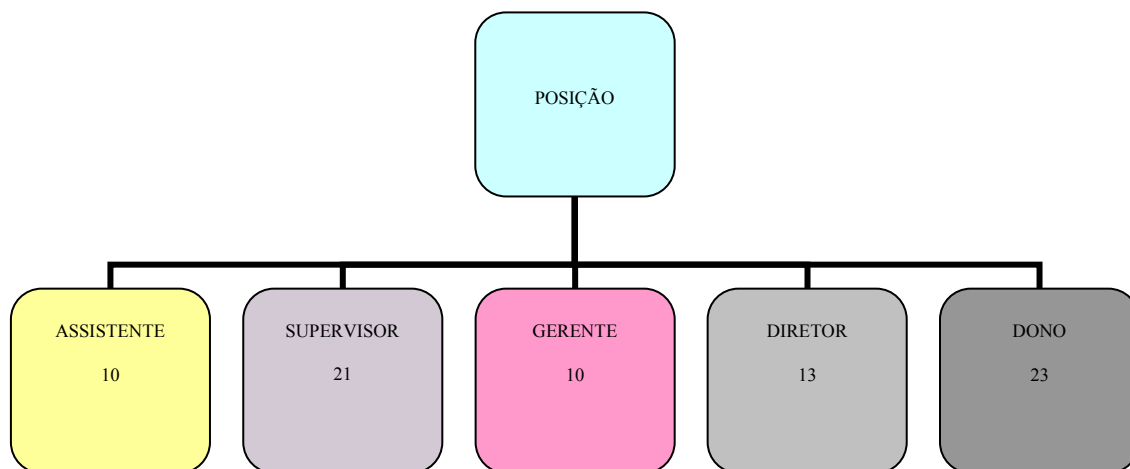 POSIÇÃO
ASSISTENTE
10
SUPERVISOR
21
GERENTE
10
DIRETOR
13
DONO
23